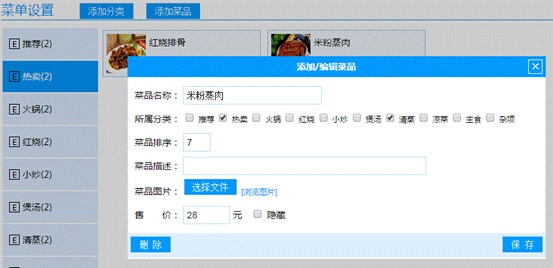 菜单设置 添加分类 添加菜品
E 推荐(2)
E 热卖(2)
E 火锅(2)
E 红烧(2)
E 小炒(2)
E 煲汤(2)
E 清蒸(2)
红烧排骨 米粉蒸肉
添加/编辑菜品
菜品名称： 米粉蒸肉
所属分类： 推荐 热卖 火锅 红烧 小炒 煲汤 清蒸 凉菜 主食 杂项
菜品排序： 7
菜品描述：
菜品图片： 选择文件 [浏览图片]
售 价： 28 元 隐藏
删 除 保 存